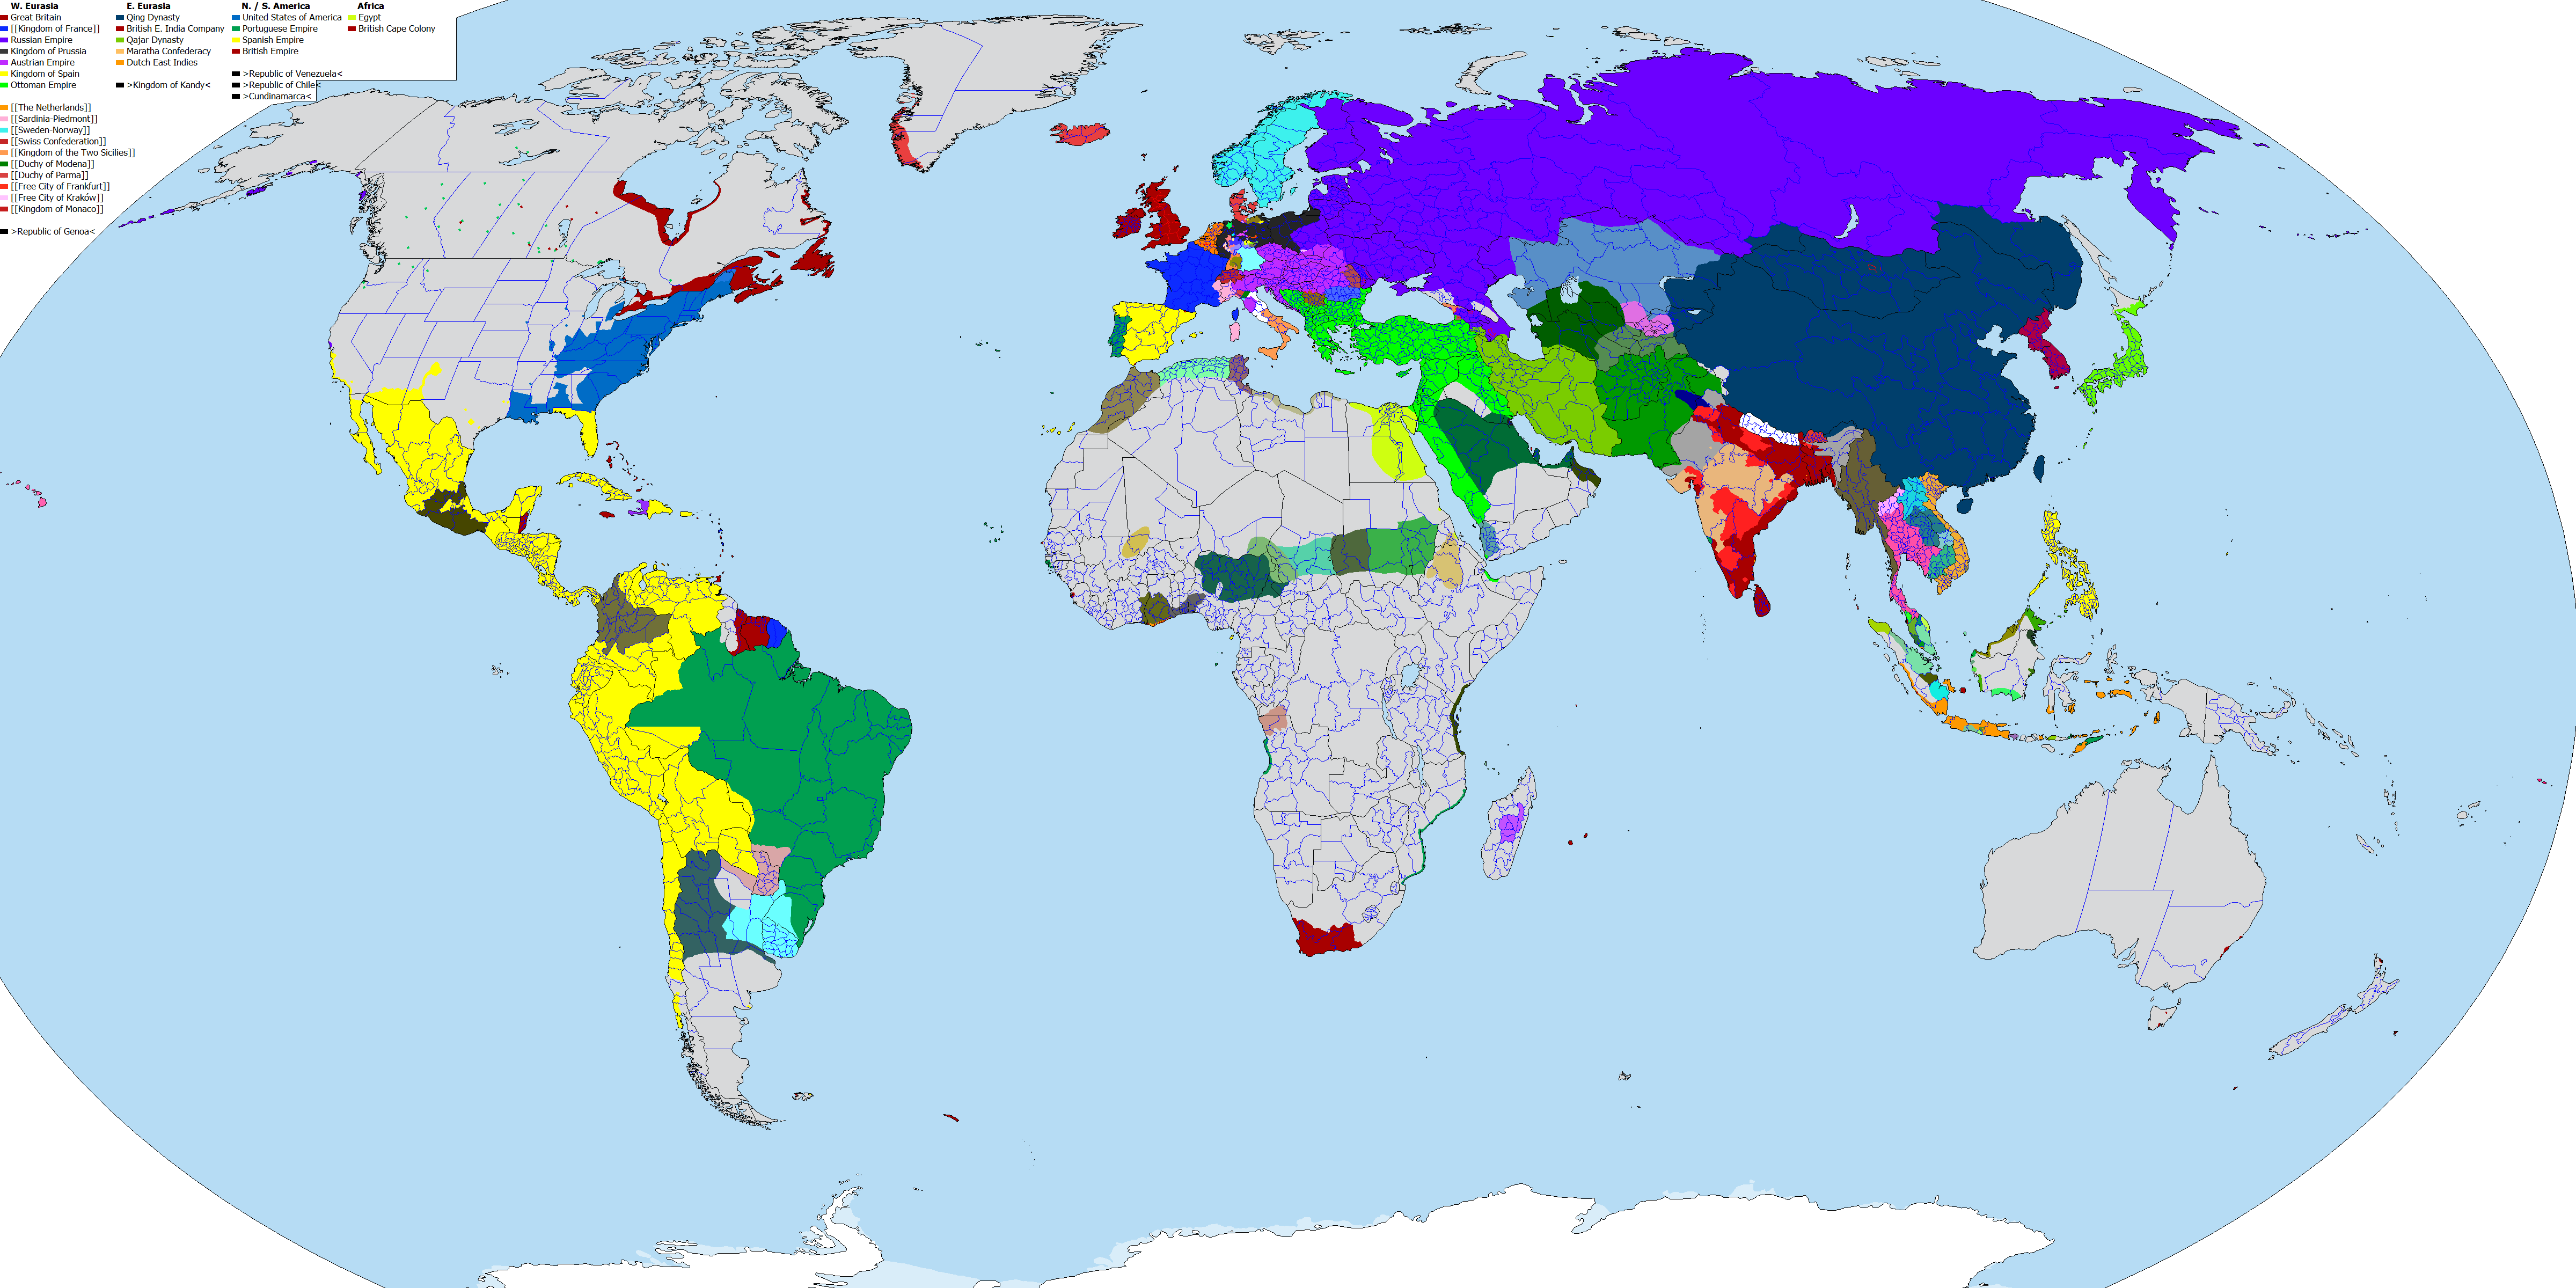 W. Eurasia
Great Britain
[[Kingdom of France]]
Russian Empire
Kingdom of Prussia
Austrian Empire
Kingdom of Spain
Ottoman Empire
[[The Netherlands]]
[[Sardinia-Piedmont]]
[[Sweden-Norway]]
[[Swiss Confederation]]
[[Kingdom of the Two Sicilies]]
[[Duchy of Modena]]
[[Duchy of Parma]]
[[Free City of Frankfurt]]
[[Free City of Kraków]]
[[Kingdom of Monaco]]
>Republic of Genoa<
E. Eurasia
Qing Dynasty
British E. India Company
Qajar Dynasty
Maratha Confederacy
Dutch East Indies
>Kingdom of Kandy<
N. / S. America
United States of America
Portuguese Empire
Spanish Empire
British Empire
>Republic of Venezuela<
>Republic of Chile<
>Cundinamarca<
Africa
Egypt
British Cape Colony